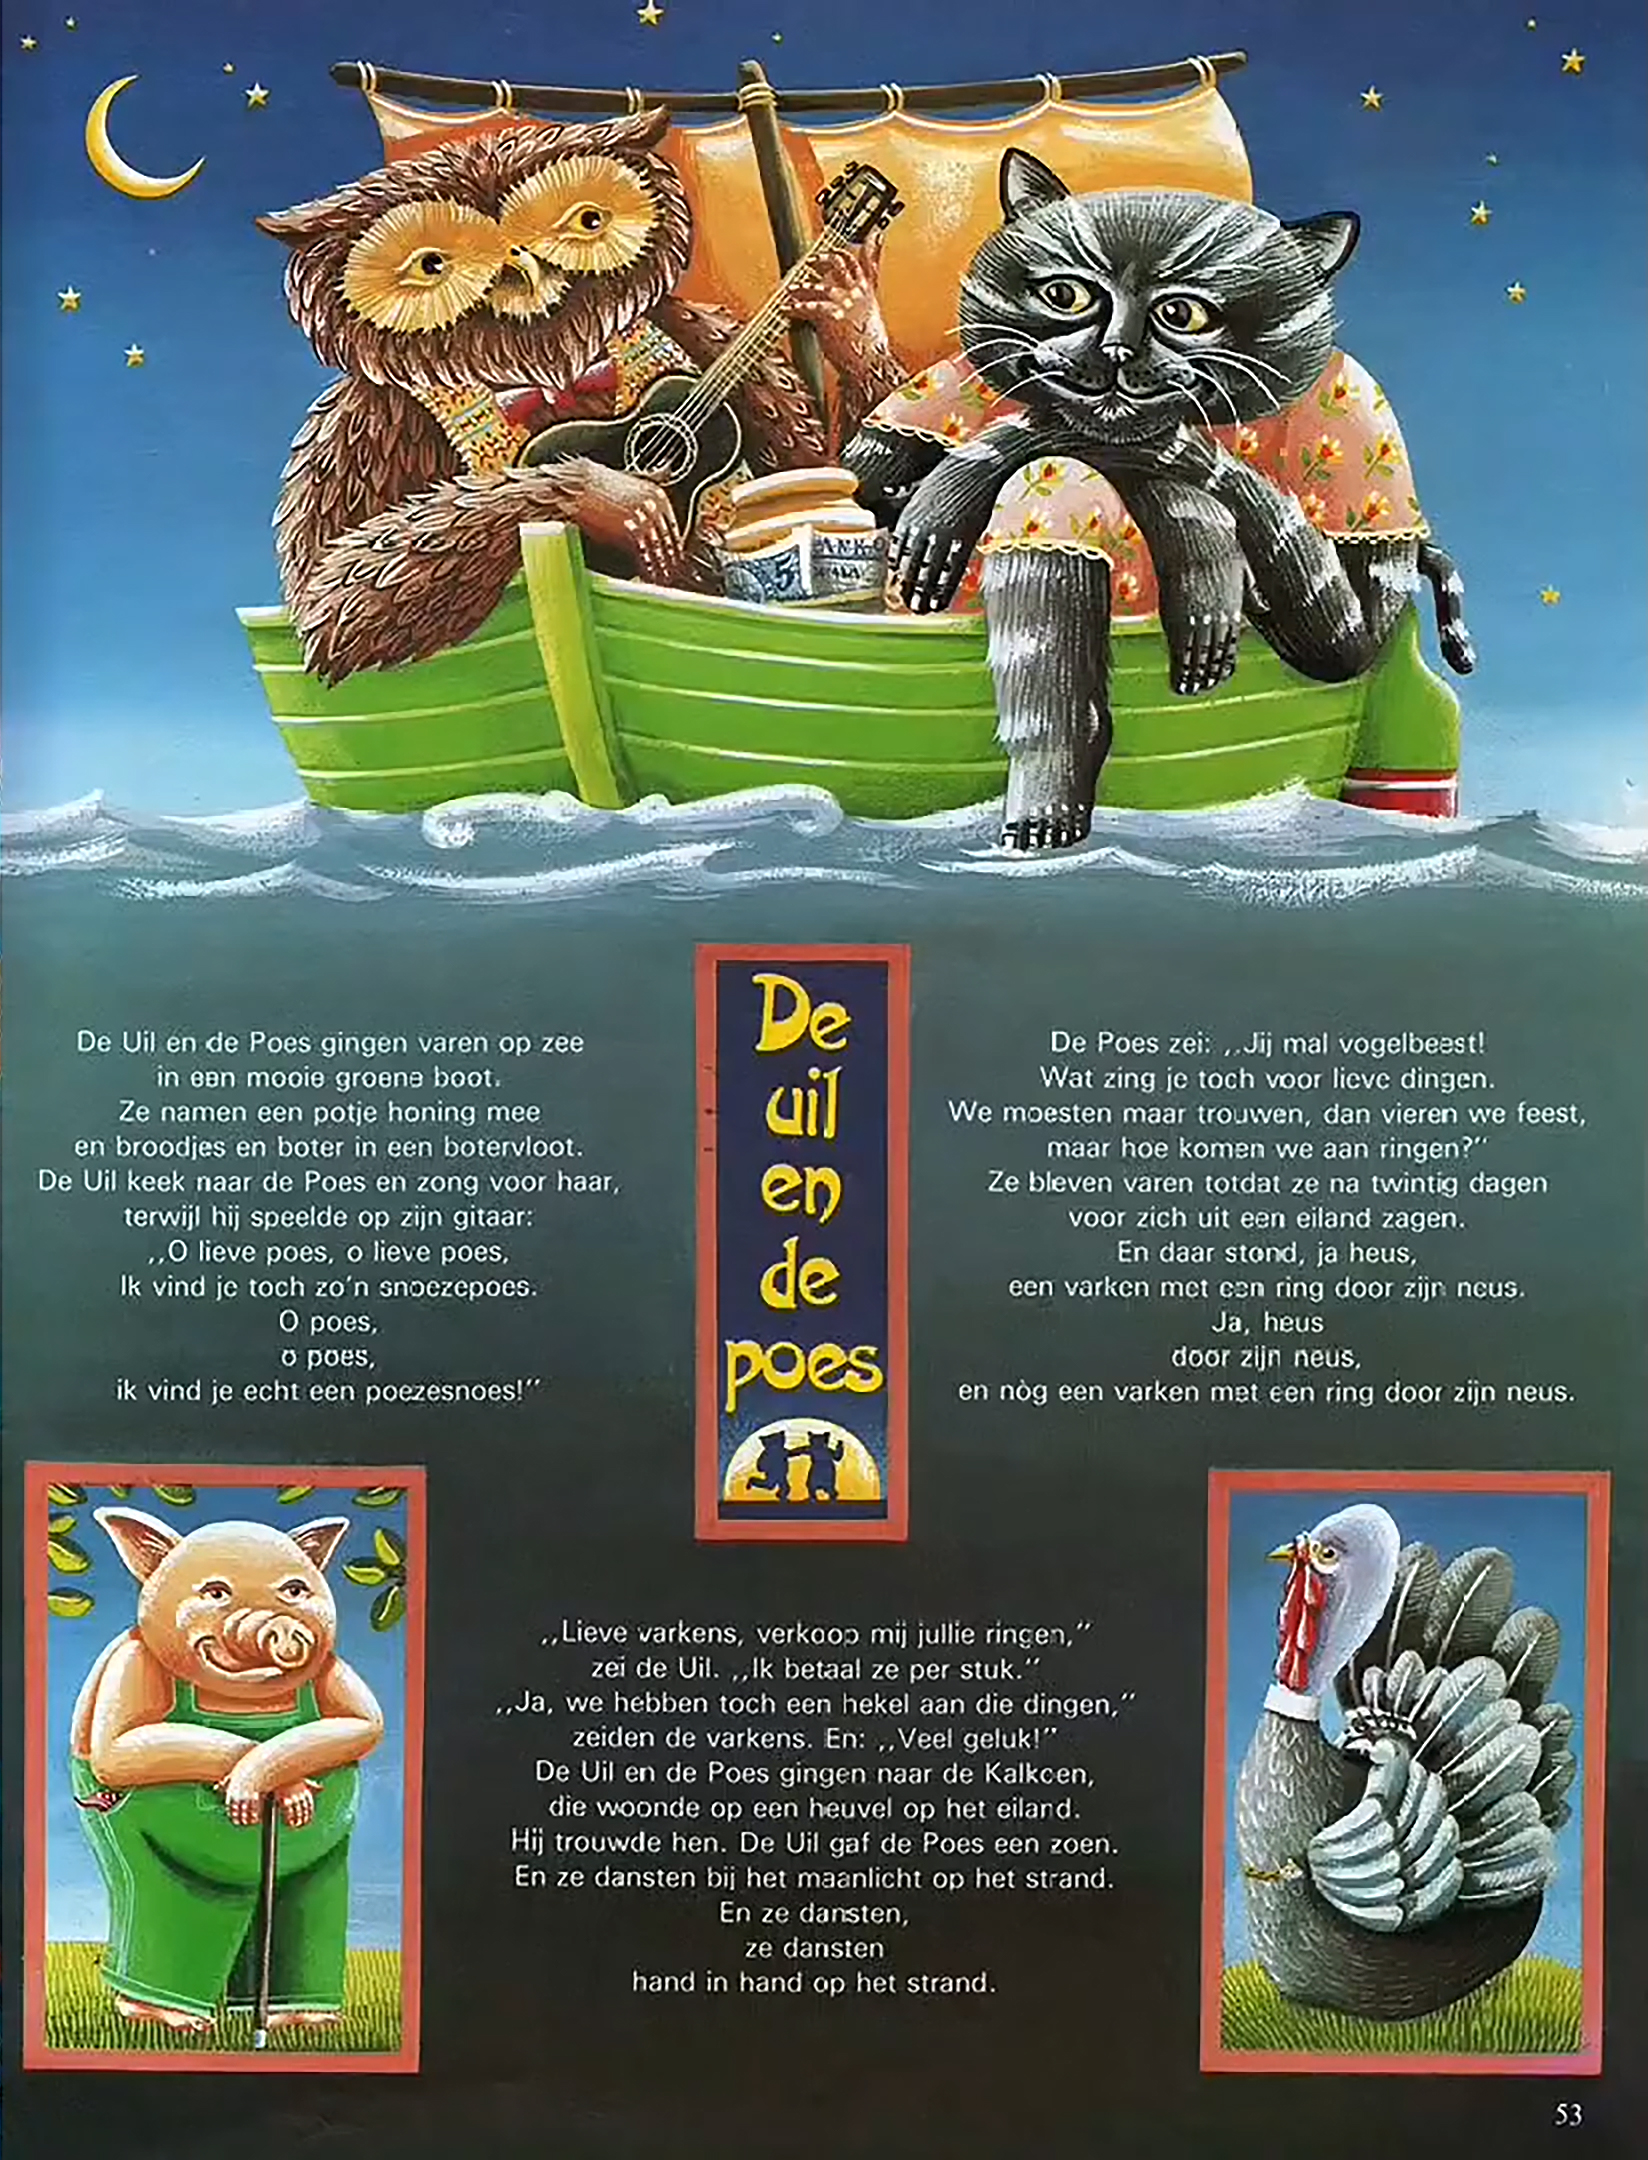 ANK
5
De
uil
en
de
poes
De Uil en de Poes gingen varen op zee
in een mooie groene boot.
Ze namen een potje honing mee
en broodjes en boter in een botervloot.
De Uil keek naar de Poes en zong voor haar,
terwijl hij speelde op zijn gitaar:
,,O lieve poes, o lieve poes,
Ik vind je toch zo'n snoezepoes.
O poes,
o poes,
ik vind je echt een poezesnoes!''
De Poes zei: ,,Jij mal vogelbeest!
Wat zing je toch voor lieve dingen.
We moesten maar trouwen, dan vieren we feest,
maar hoe komen we aan ringen?''
Ze bleven varen totdat ze na twintig dagen
voor zich uit een eiland zagen.
En daar stond, ja heus,
een varken met een ring door zijn neus.
Ja, heus
door zijn neus,
en nòg een varken met een ring door zijn neus.
,,Lieve varkens, verkoop mij jullie ringen,''
zei de Uil. ,,Ik betaal ze per stuk.''
,,Ja, we hebben toch een hekel aan die dingen,''
zeiden de varkens. En: ,,Veel geluk!''
De Uil en de Poes gingen naar de Kalkoen,
die woonde op een heuvel op het eiland.
Hij trouwde hen. De Uil gaf de Poes een zoen.
En ze dansten bij het maanlicht op het strand.
En ze dansten,
ze dansten
hand in hand op het strand.
53